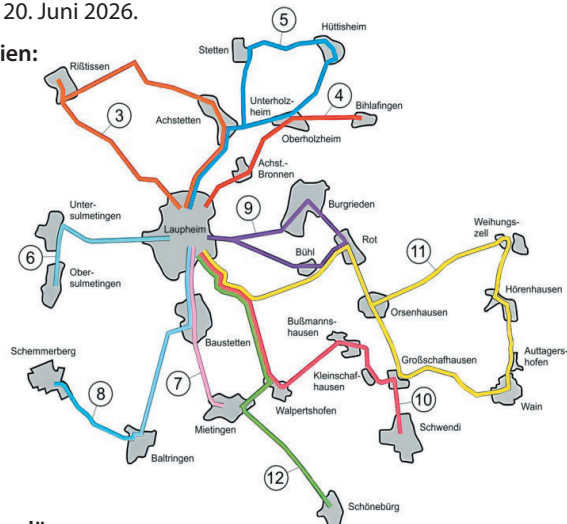 20. Juni 2026.
ien:
5
Hüttisheim
Stetten
Rißtissen
3
Achstetten
Unterholz-
heim
4
Bihlafingen
Oberholzheim
Achst.-
Bronnen
9
Burgrieden
Unter-
sulmetingen
Laupheim
Weihungs-
zell
11
Rot
Bühl
6
Ober-
sulmetingen
Hörenhausen
Orsenhausen
Bußmanns-
hausen
Baustetten
Schemmerberg
Großschafhausen
Auttagers-
hofen
Kleinschaf-
hausen
7
8
10
Wain
Walpertshofen
Mietingen
Schwendi
Baltringen
12
Schönebürg